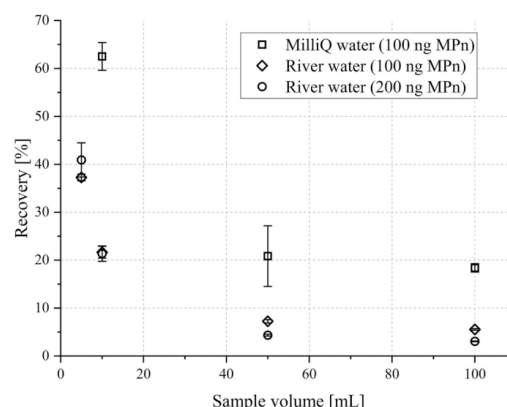 70
60
50
40
30
20
10
0
Recovery [%]
MilliQ water (100 ng MPn)
River water (100 ng MPn)
River water (200 ng MPn)
0 20 40 60 80 100
Sample volume [mL]